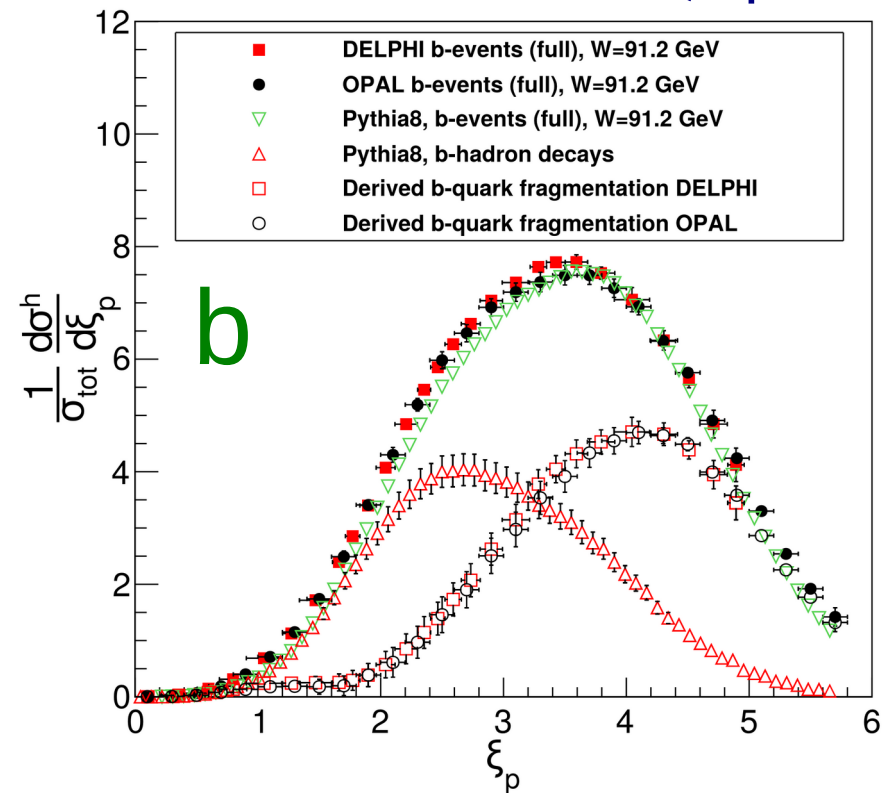 12
10
8
6
4
2
0
DELPHI b-events (full), W=91.2 GeV
OPAL b-events (full), W=91.2 GeV
Pythia8, b-events (full), W=91.2 GeV
Pythia8, b-hadron decays
Derived b-quark fragmentation DELPHI
Derived b-quark fragmentation OPAL
b
1/σtot dσʰ/dξp
0 1 2 3 4 5 6
ξp